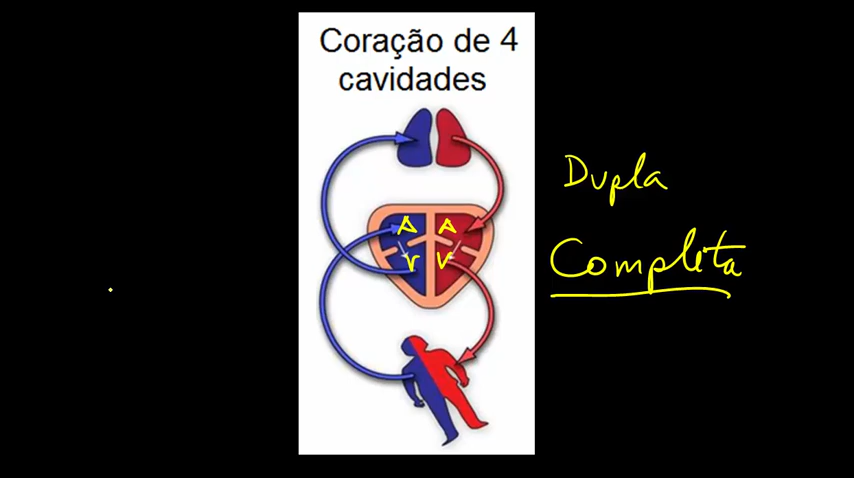 Coração de 4
cavidades
Dupla
Completa
A A
V V